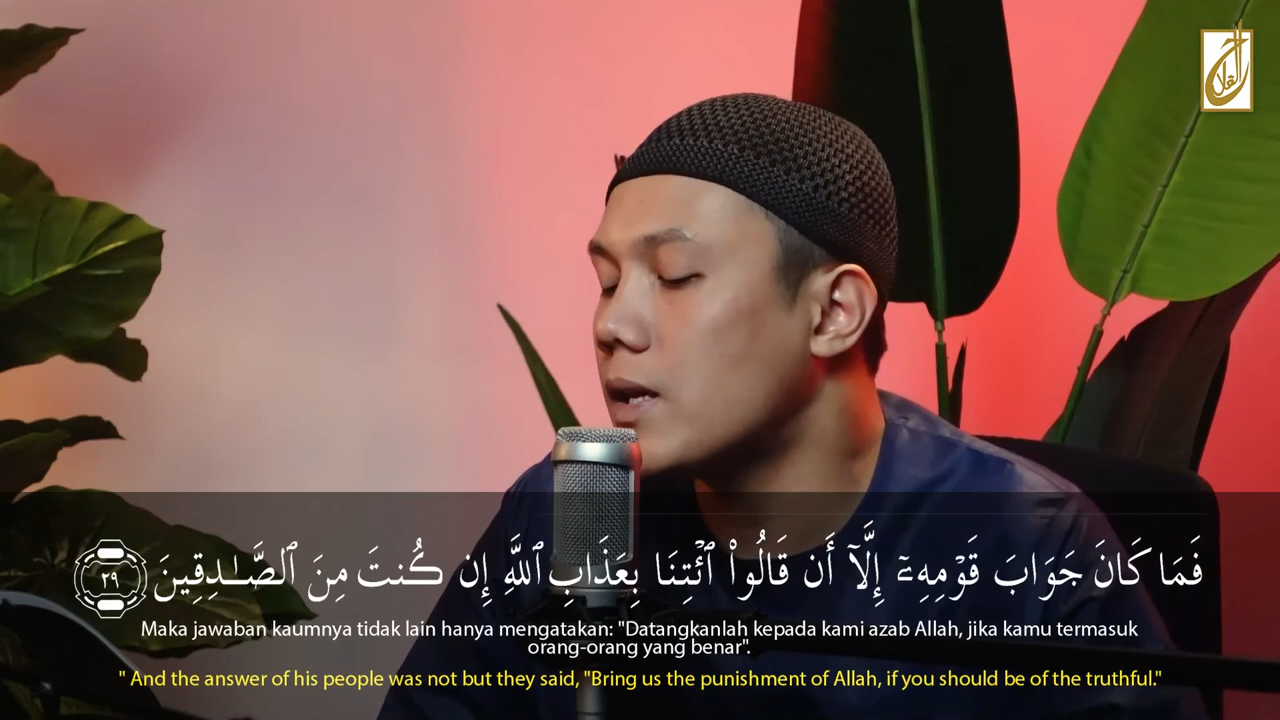 فَمَا كَانَ جَوَابَ قَوْمِهِۦٓ إِلَّآ أَن قَالُوا۟ ٱئْتِنَا بِعَذَابِ ٱللَّهِ إِن كُنتَ مِنَ ٱلصَّـٰدِقِينَ ٢٩
Maka jawaban kaumnya tidak lain hanya mengatakan: "Datangkanlah kepada kami azab Allah, jika kamu termasuk
orang-orang yang benar".
" And the answer of his people was not but they said, "Bring us the punishment of Allah, if you should be of the truthful."